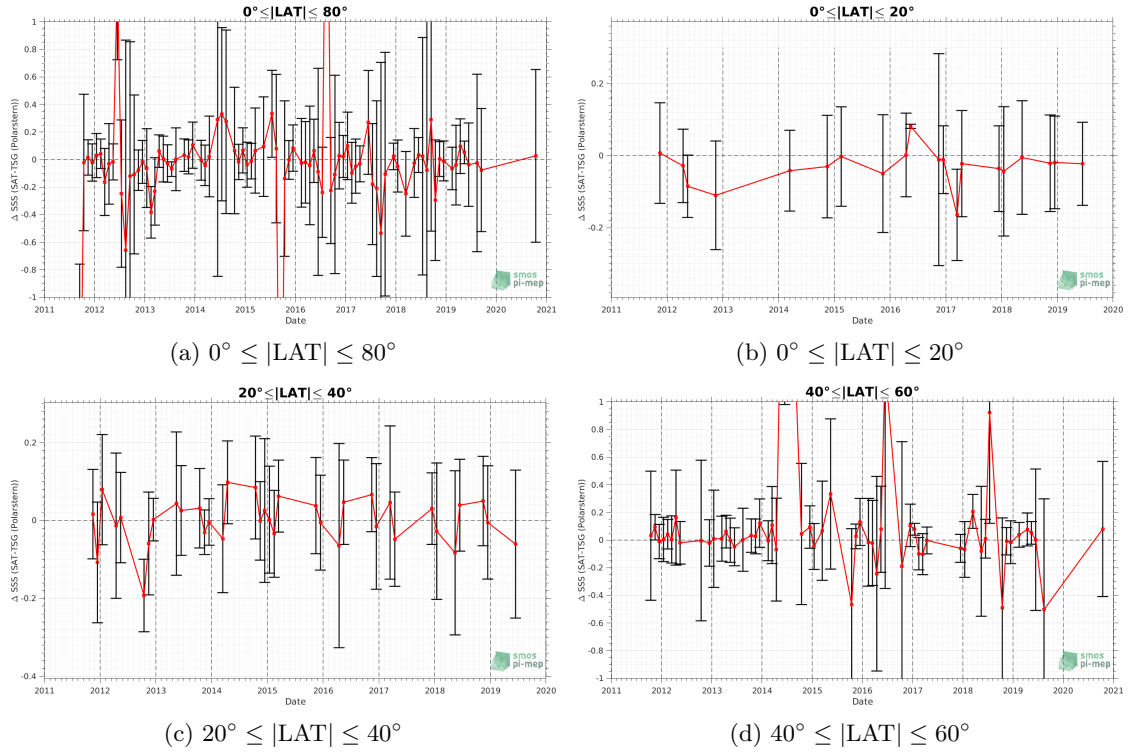 0°≤|LAT|≤ 80°
Δ SSS (SAT-TSG (Polarstern))
1
0.8
0.6
0.4
0.2
0
-0.2
-0.4
-0.6
-0.8
-1
2011 2012 2013 2014 2015 2016 2017 2018 2019 2020 2021
Date
smos
pi-mep
(a) 0° ≤ |LAT| ≤ 80°
0°≤|LAT|≤ 20°
Δ SSS (SAT-TSG (Polarstern))
0.2
0
-0.2
2011 2012 2013 2014 2015 2016 2017 2018 2019 2020
Date
smos
pi-mep
(b) 0° ≤ |LAT| ≤ 20°
20°≤|LAT|≤ 40°
Δ SSS (SAT-TSG (Polarstern))
0.2
0
-0.2
-0.4
2011 2012 2013 2014 2015 2016 2017 2018 2019 2020
Date
smos
pi-mep
(c) 20° ≤ |LAT| ≤ 40°
40°≤|LAT|≤ 60°
Δ SSS (SAT-TSG (Polarstern))
1
0.8
0.6
0.4
0.2
0
-0.2
-0.4
-0.6
-0.8
-1
2011 2012 2013 2014 2015 2016 2017 2018 2019 2020 2021
Date
smos
pi-mep
(d) 40° ≤ |LAT| ≤ 60°